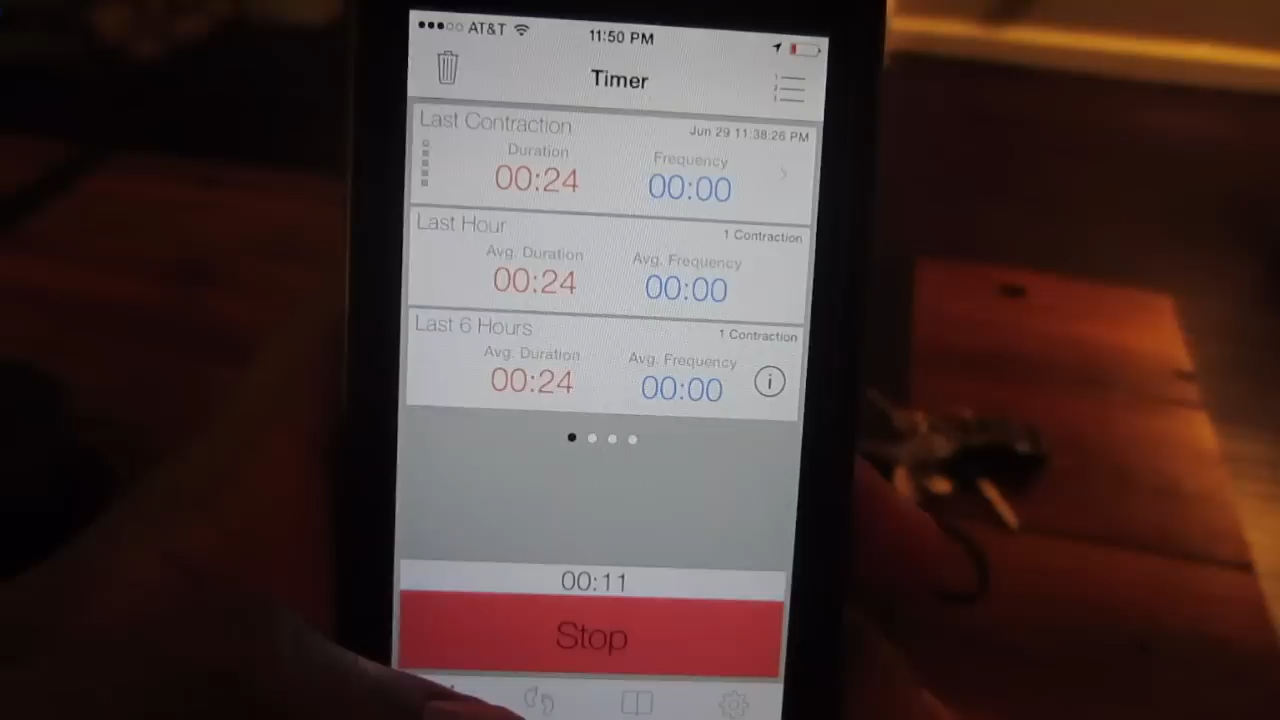 AT&T 11:50 PM
Timer
Last Contraction Jun 29 11:38:26 PM
Duration Frequency
00:24 00:00
Last Hour 1 Contraction
Avg. Duration Avg. Frequency
00:24 00:00
Last 6 Hours 1 Contraction
Avg. Duration Avg. Frequency
00:24 00:00
00:11
Stop